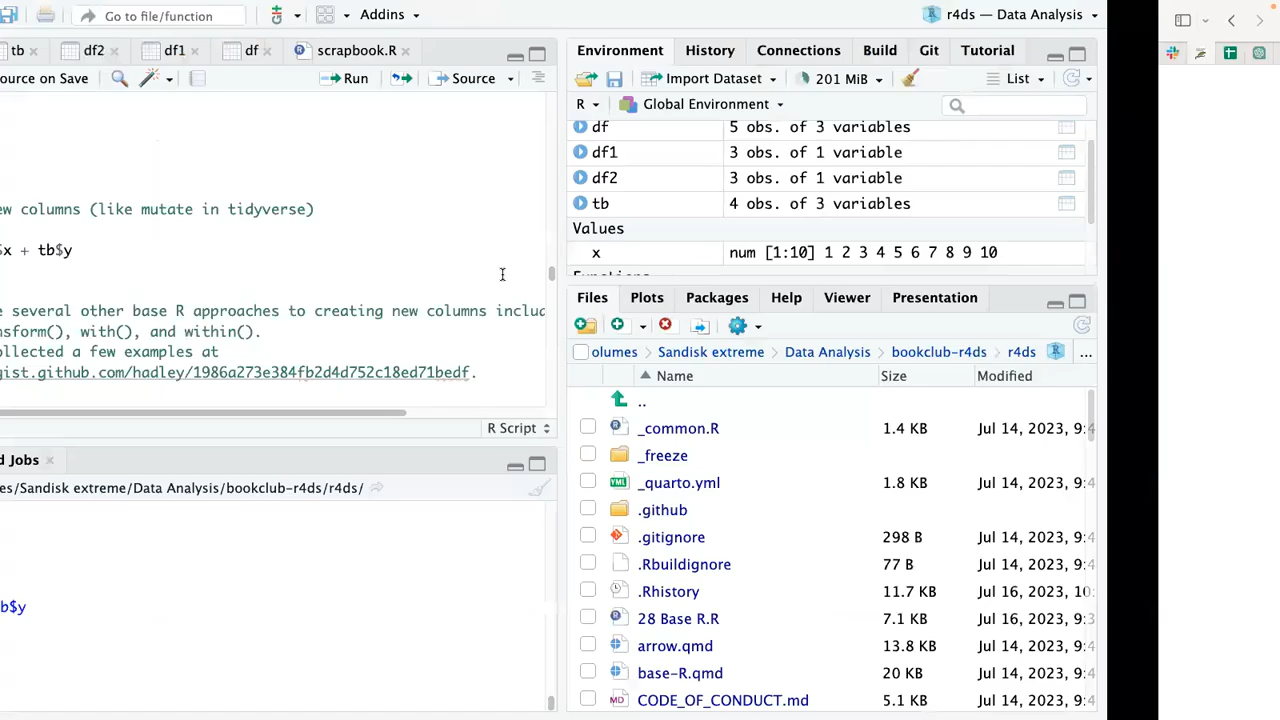 Go to file/function
Addins
r4ds — Data Analysis
tb
df2
df1
df
scrapbook.R
ource on Save
Run
Source
ew columns (like mutate in tidyverse)
$x + tb$y
e several other base R approaches to creating new columns includ
nsform(), with(), and within().
ollected a few examples at
gist.github.com/hadley/1986a273e384fb2d4d752c18ed71bedf.
R Script
d Jobs
es/Sandisk extreme/Data Analysis/bookclub-r4ds/r4ds/
b$y
Environment History Connections Build Git Tutorial
Import Dataset 201 MiB List
R Global Environment
df 5 obs. of 3 variables
df1 3 obs. of 1 variable
df2 3 obs. of 1 variable
tb 4 obs. of 3 variables
Values
x num [1:10] 1 2 3 4 5 6 7 8 9 10
Files Plots Packages Help Viewer Presentation
olumes Sandisk extreme Data Analysis bookclub-r4ds r4ds ...
Name Size Modified
..
_common.R 1.4 KB Jul 14, 2023, 9:4
_freeze
_quarto.yml 1.8 KB Jul 14, 2023, 9:4
.github
.gitignore 298 B Jul 14, 2023, 9:4
.Rbuildignore 77 B Jul 14, 2023, 9:4
.Rhistory 11.7 KB Jul 16, 2023, 10:
28 Base R.R 7.1 KB Jul 16, 2023, 9:3
arrow.qmd 13.8 KB Jul 14, 2023, 9:4
base-R.qmd 20 KB Jul 14, 2023, 9:4
CODE_OF_CONDUCT.md 5.1 KB Jul 14, 2023, 9:4